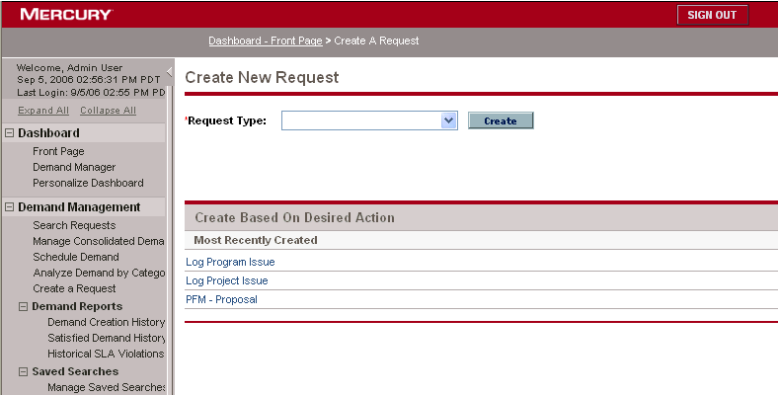 MERCURY
SIGN OUT
Dashboard - Front Page > Create A Request
Welcome, Admin User
Sep 5, 2006 02:56:31 PM PDT
Last Login: 9/5/06 02:55 PM PD
Expand All Collapse All
Dashboard
Front Page
Demand Manager
Personalize Dashboard
Demand Management
Search Requests
Manage Consolidated Dema
Schedule Demand
Analyze Demand by Catego
Create a Request
Demand Reports
Demand Creation History
Satisfied Demand History
Historical SLA Violations
Saved Searches
Manage Saved Searches
Create New Request
*Request Type:
Create
Create Based On Desired Action
Most Recently Created
Log Program Issue
Log Project Issue
PFM - Proposal